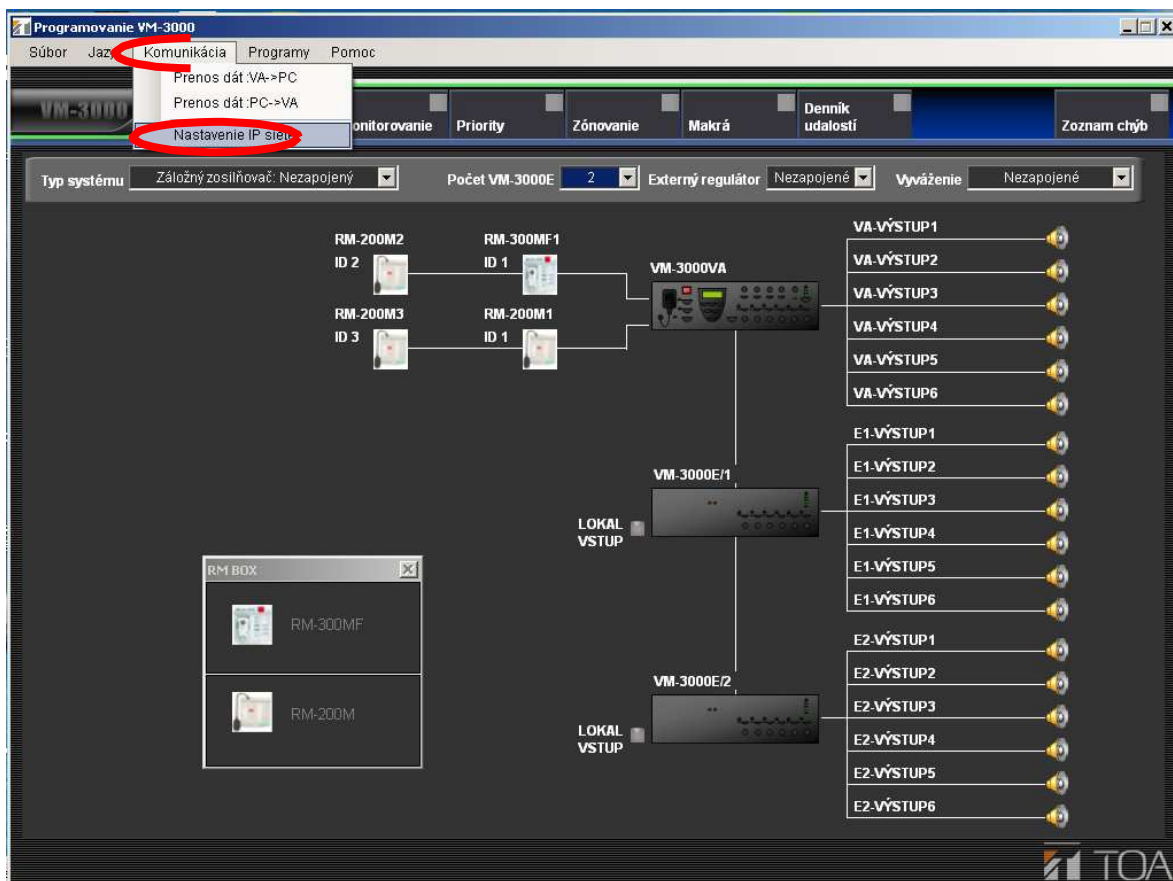 Programovanie VM-3000
Súbor Jazy Komunikácia Programy Pomoc
Prenos dát :VA->PC
Prenos dát :PC->VA
Nastavenie IP siete
VM-3000
onitorovanie Priority Zónovanie Makrá Denník udalostí Zoznam chýb
Typ systému Záložný zosilňovač: Nezapojený Počet VM-3000E 2 Externý regulátor Nezapojené Vyváženie Nezapojené
RM-200M2
ID 2
RM-300MF1
ID 1
RM-200M3
ID 3
RM-200M1
ID 1
VM-3000VA
VA-VÝSTUP1
VA-VÝSTUP2
VA-VÝSTUP3
VA-VÝSTUP4
VA-VÝSTUP5
VA-VÝSTUP6
VM-3000E/1
LOKAL
VSTUP
E1-VÝSTUP1
E1-VÝSTUP2
E1-VÝSTUP3
E1-VÝSTUP4
E1-VÝSTUP5
E1-VÝSTUP6
RM BOX
RM-300MF
RM-200M
VM-3000E/2
LOKAL
VSTUP
E2-VÝSTUP1
E2-VÝSTUP2
E2-VÝSTUP3
E2-VÝSTUP4
E2-VÝSTUP5
E2-VÝSTUP6
TOA